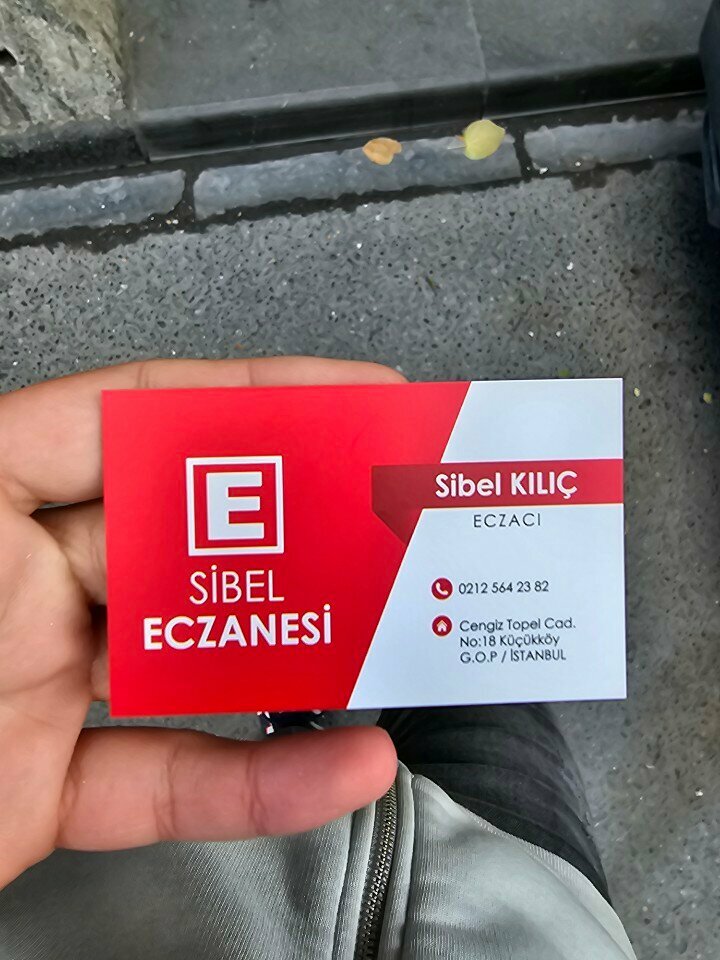 E
SİBEL
ECZANESİ
Sibel KILIÇ
ECZACI
0212 564 23 82
Cengiz Topel Cad.
No:18 Küçükköy
G.O.P / İSTANBUL